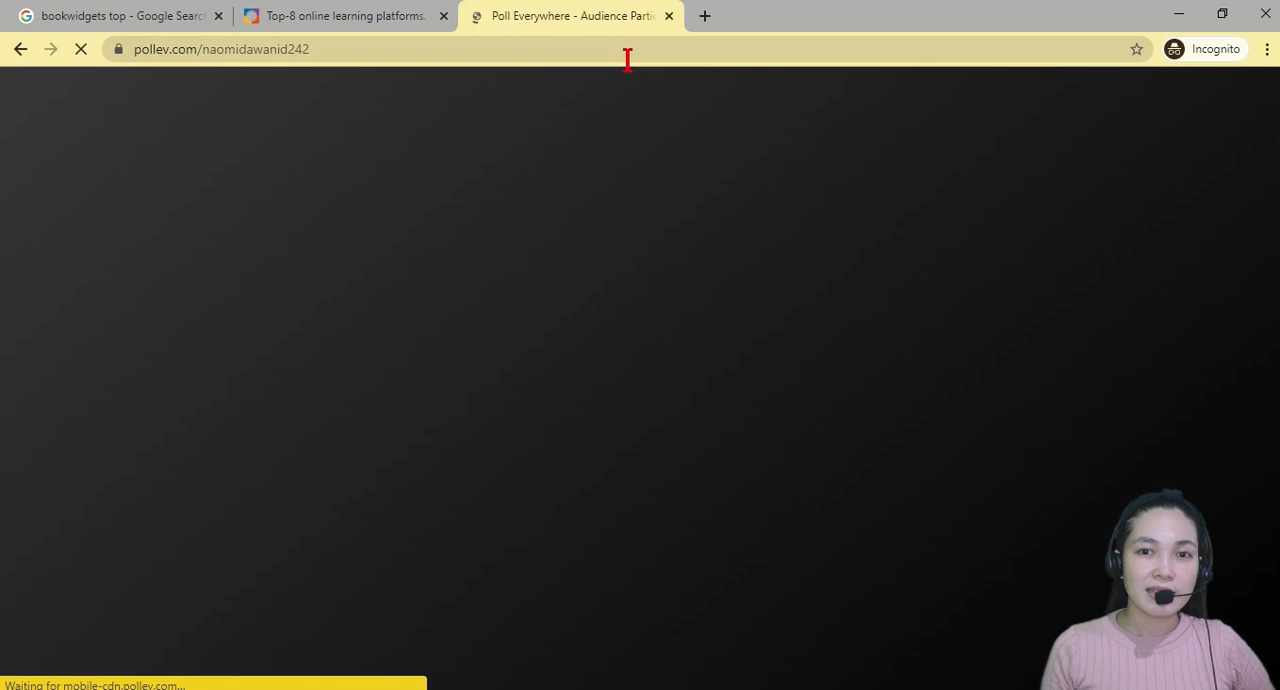 bookwidgets top - Google Searc
Top-8 online learning platforms.
Poll Everywhere - Audience Partic
pollev.com/naomidawanid242
Incognito
Waiting for mobile-cdn.pollev.com...